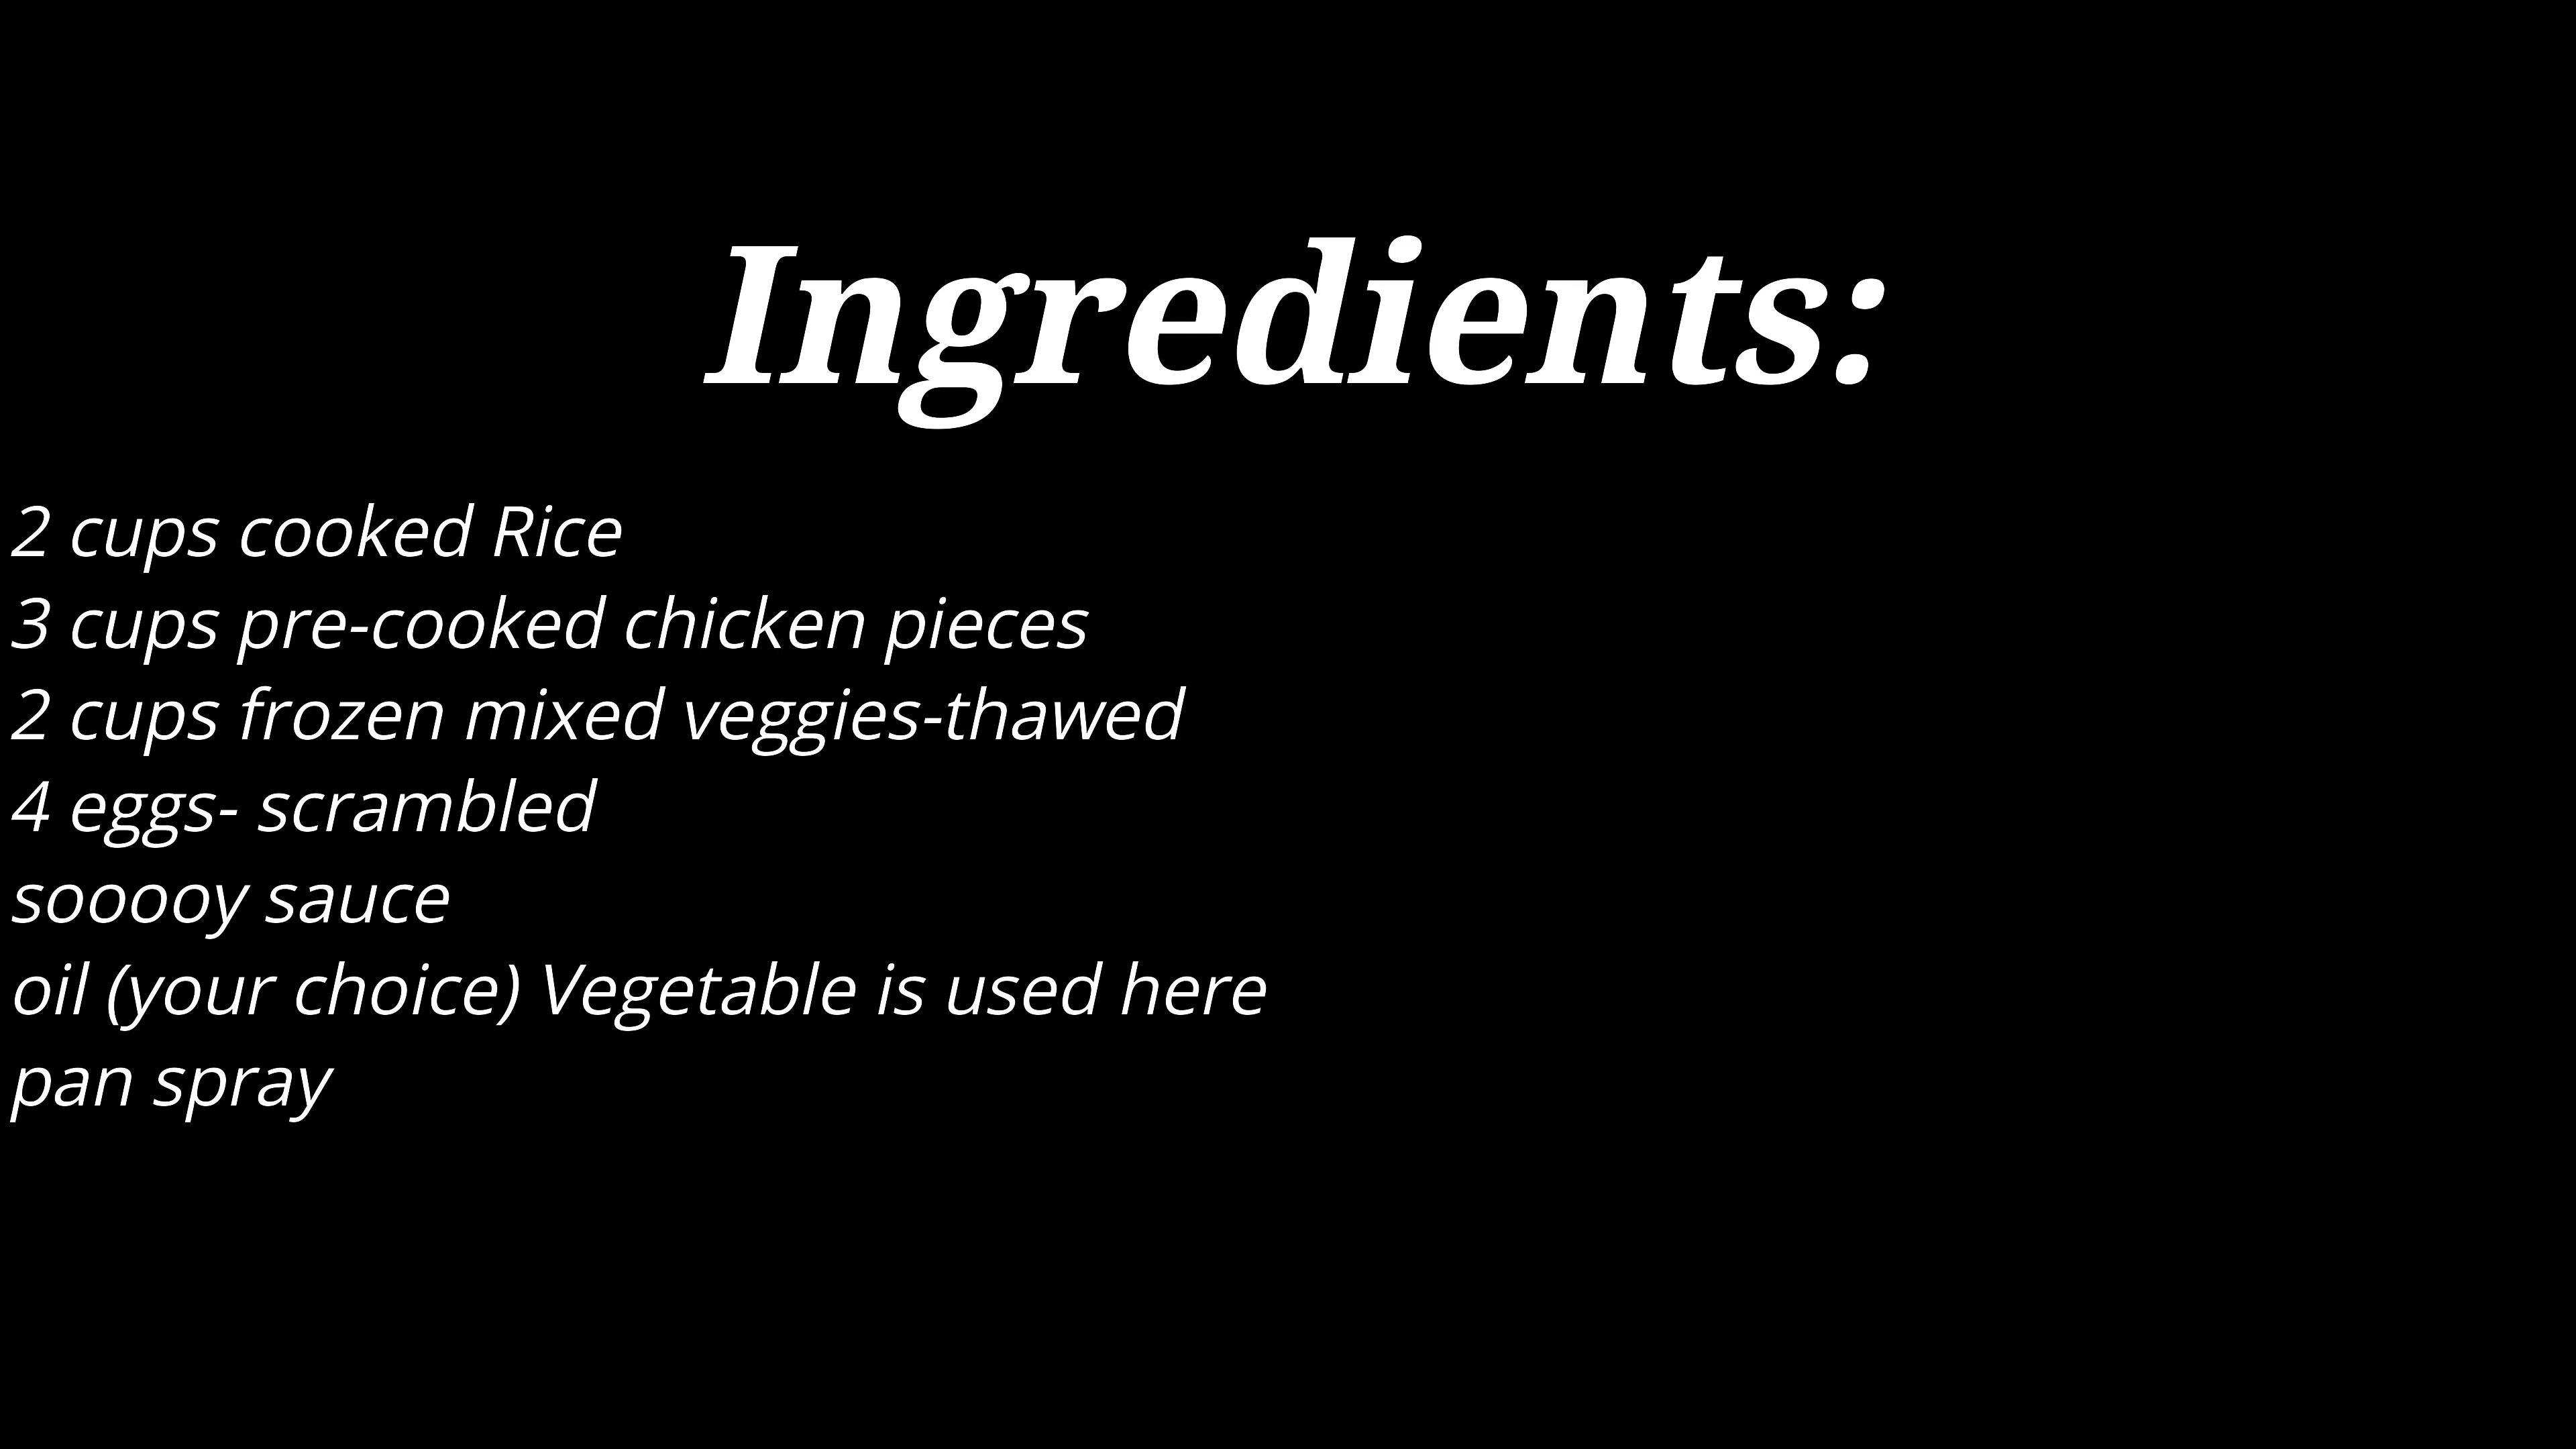 Ingredients:
2 cups cooked Rice
3 cups pre-cooked chicken pieces
2 cups frozen mixed veggies-thawed
4 eggs- scrambled
sooooy sauce
oil (your choice) Vegetable is used here
pan spray